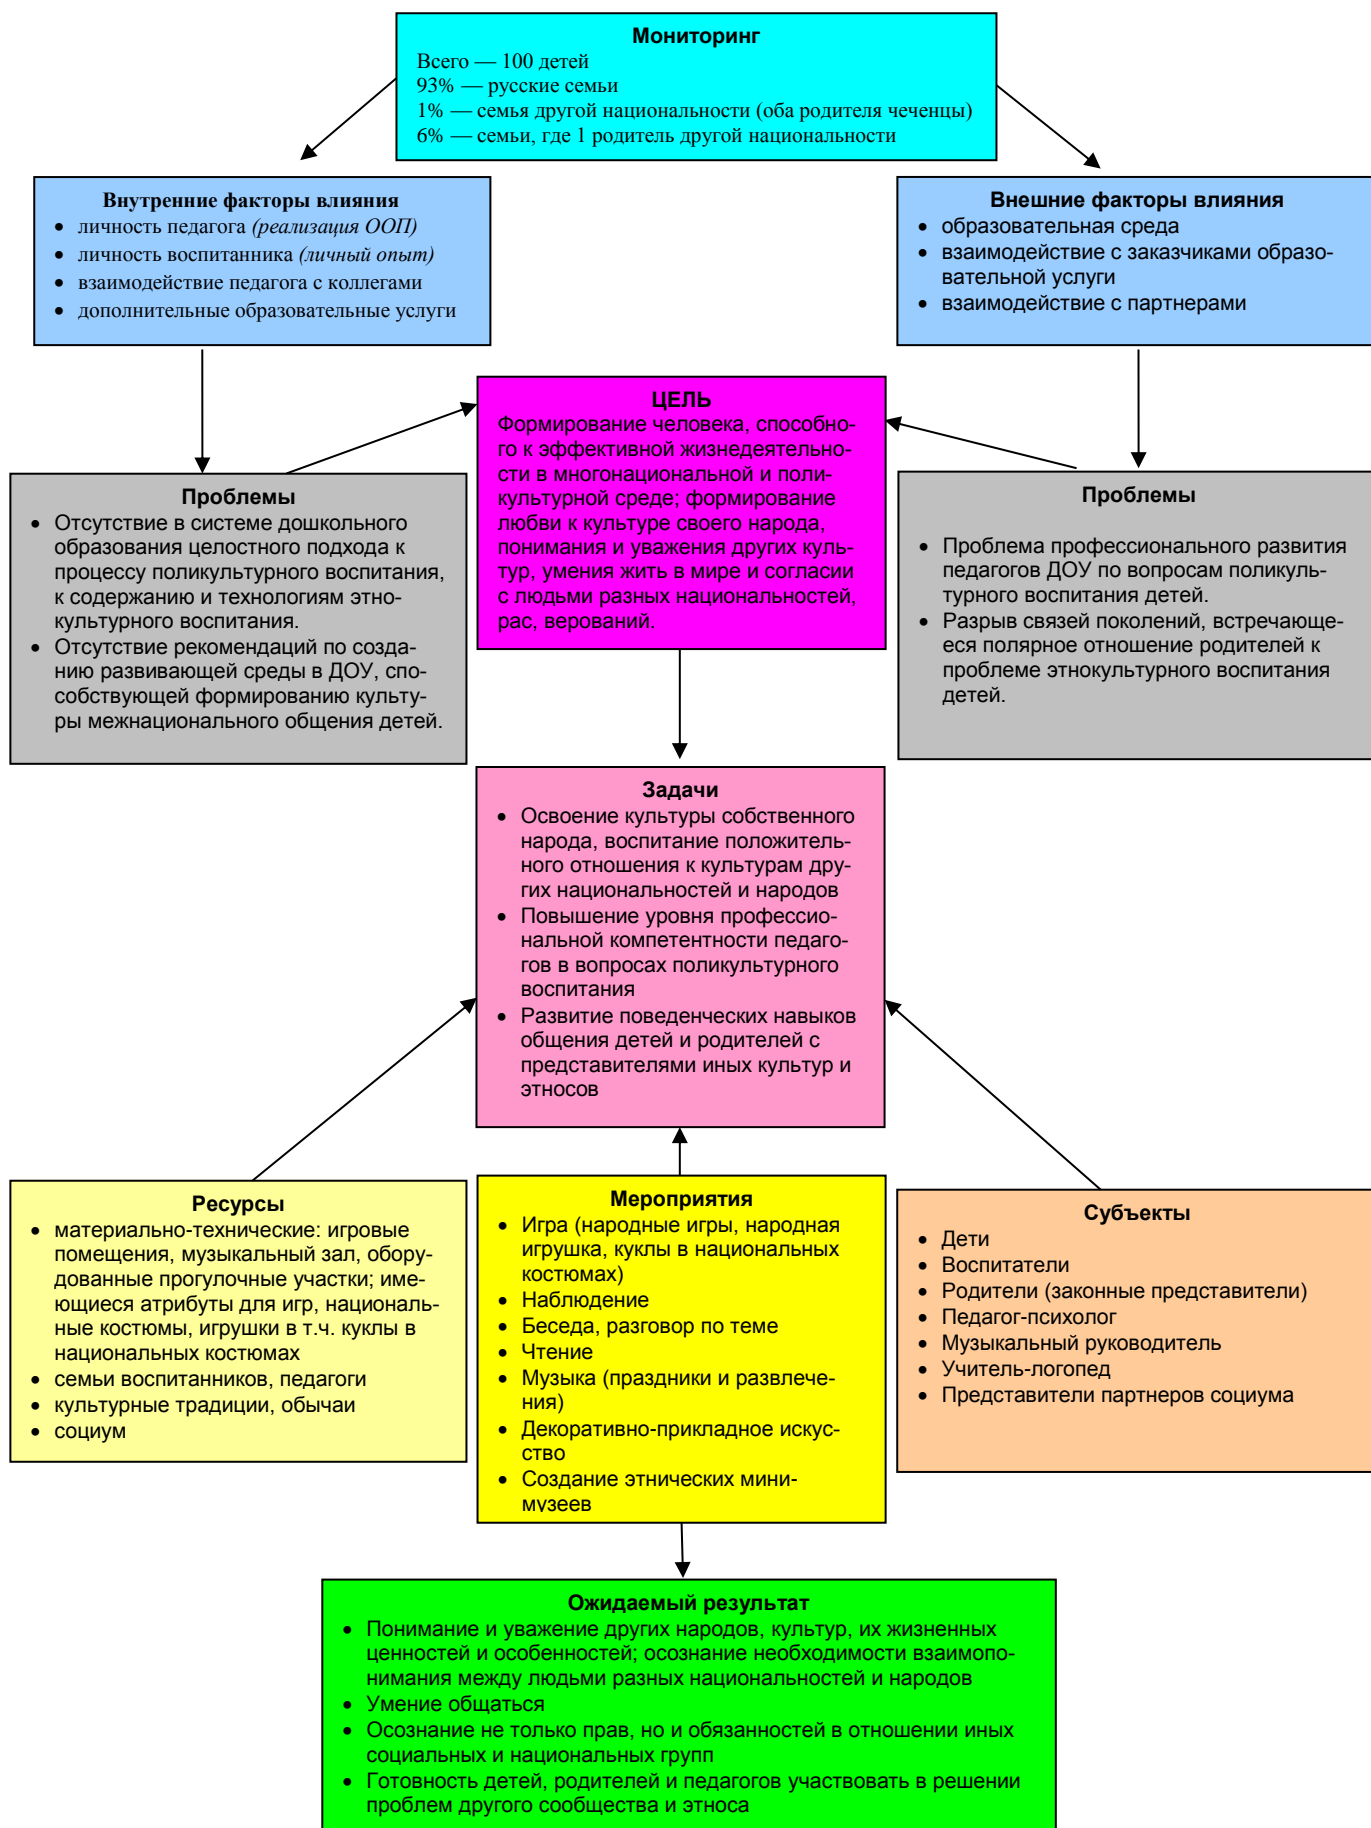 Мониторинг
Всего — 100 детей
93% — русские семьи
1% — семья другой национальности (оба родителя чеченцы)
6% — семьи, где 1 родитель другой национальности
Внутренние факторы влияния
• личность педагога (реализация ООП)
• личность воспитанника (личный опыт)
• взаимодействие педагога с коллегами
• дополнительные образовательные услуги
Внешние факторы влияния
• образовательная среда
• взаимодействие с заказчиками образо-
вательной услуги
• взаимодействие с партнерами
ЦЕЛЬ
Формирование человека, способно-
го к эффективной жизнедеятельно-
сти в многонациональной и поли-
культурной среде; формирование
любви к культуре своего народа,
понимания и уважения других куль-
тур, умения жить в мире и согласии
с людьми разных национальностей,
рас, верований.
Проблемы
• Отсутствие в системе дошкольного
образования целостного подхода к
процессу поликультурного воспитания,
к содержанию и технологиям этно-
культурного воспитания.
• Отсутствие рекомендаций по созда-
нию развивающей среды в ДОУ, спо-
собствующей формированию культу-
ры межнационального общения детей.
Проблемы
• Проблема профессионального развития
педагогов ДОУ по вопросам поликуль-
турного воспитания детей.
• Разрыв связей поколений, встречающе-
еся полярное отношение родителей к
проблеме этнокультурного воспитания
детей.
Задачи
• Освоение культуры собственного
народа, воспитание положитель-
ного отношения к культурам дру-
гих национальностей и народов
• Повышение уровня профессио-
нальной компетентности педаго-
гов в вопросах поликультурного
воспитания
• Развитие поведенческих навыков
общения детей и родителей с
представителями иных культур и
этносов
Ресурсы
• материально-технические: игровые
помещения, музыкальный зал, обору-
дованные прогулочные участки; име-
ющиеся атрибуты для игр, националь-
ные костюмы, игрушки в т.ч. куклы в
национальных костюмах
• семьи воспитанников, педагоги
• культурные традиции, обычаи
• социум
Мероприятия
• Игра (народные игры, народная
игрушка, куклы в национальных
костюмах)
• Наблюдение
• Беседа, разговор по теме
• Чтение
• Музыка (праздники и развлече-
ния)
• Декоративно-прикладное искус-
ство
• Создание этнических мини-
музеев
Субъекты
• Дети
• Воспитатели
• Родители (законные представители)
• Педагог-психолог
• Музыкальный руководитель
• Учитель-логопед
• Представители партнеров социума
Ожидаемый результат
• Понимание и уважение других народов, культур, их жизненных
ценностей и особенностей; осознание необходимости взаимопо-
нимания между людьми разных национальностей и народов
• Умение общаться
• Осознание не только прав, но и обязанностей в отношении иных
социальных и национальных групп
• Готовность детей, родителей и педагогов участвовать в решении
проблем другого сообщества и этноса